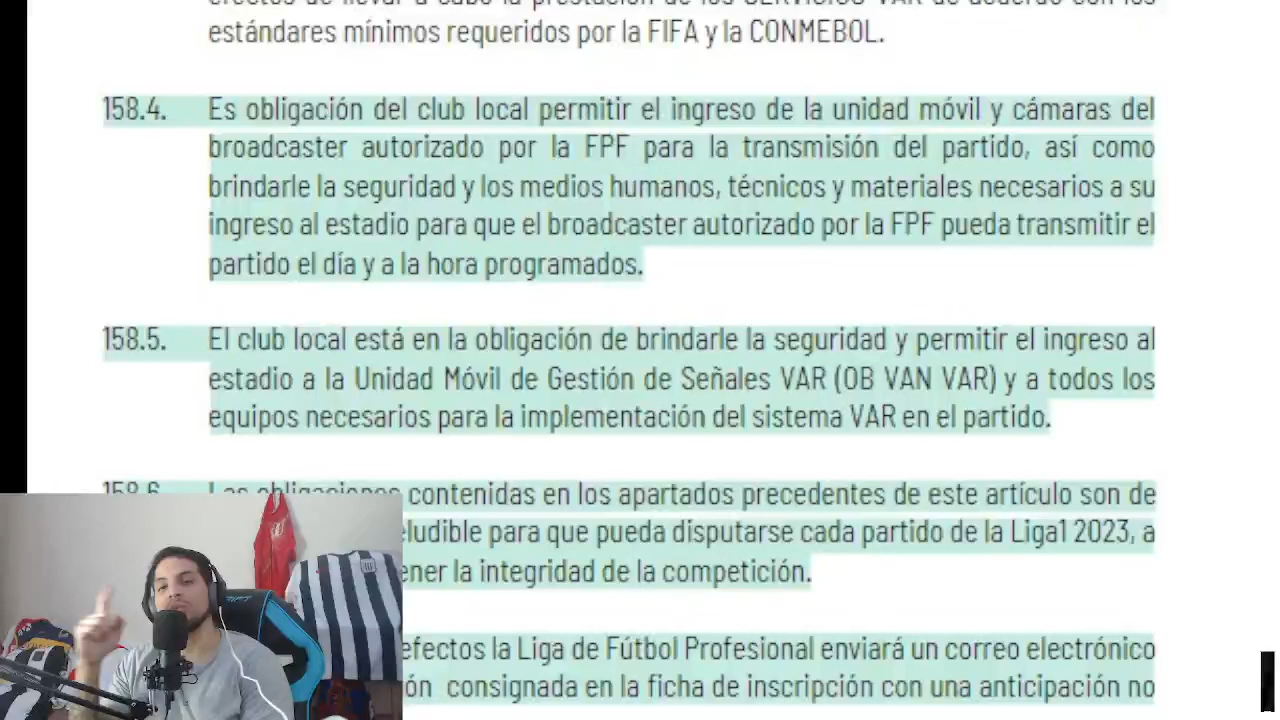 efectos de llevar a cabo la prestación de los SERVICIOS VAR de acuerdo con los
estándares mínimos requeridos por la FIFA y la CONMEBOL.
158.4. Es obligación del club local permitir el ingreso de la unidad móvil y cámaras del
broadcaster autorizado por la FPF para la transmisión del partido, así como
brindarle la seguridad y los medios humanos, técnicos y materiales necesarios a su
ingreso al estadio para que el broadcaster autorizado por la FPF pueda transmitir el
partido el día y a la hora programados.
158.5. El club local está en la obligación de brindarle la seguridad y permitir el ingreso al
estadio a la Unidad Móvil de Gestión de Señales VAR (OB VAN VAR) y a todos los
equipos necesarios para la implementación del sistema VAR en el partido.
158.6. Las obligaciones contenidas en los apartados precedentes de este artículo son de
eludible para que pueda disputarse cada partido de la Liga1 2023, a
ener la integridad de la competición.
efectos la Liga de Fútbol Profesional enviará un correo electrónico
ón consignada en la ficha de inscripción con una anticipación no